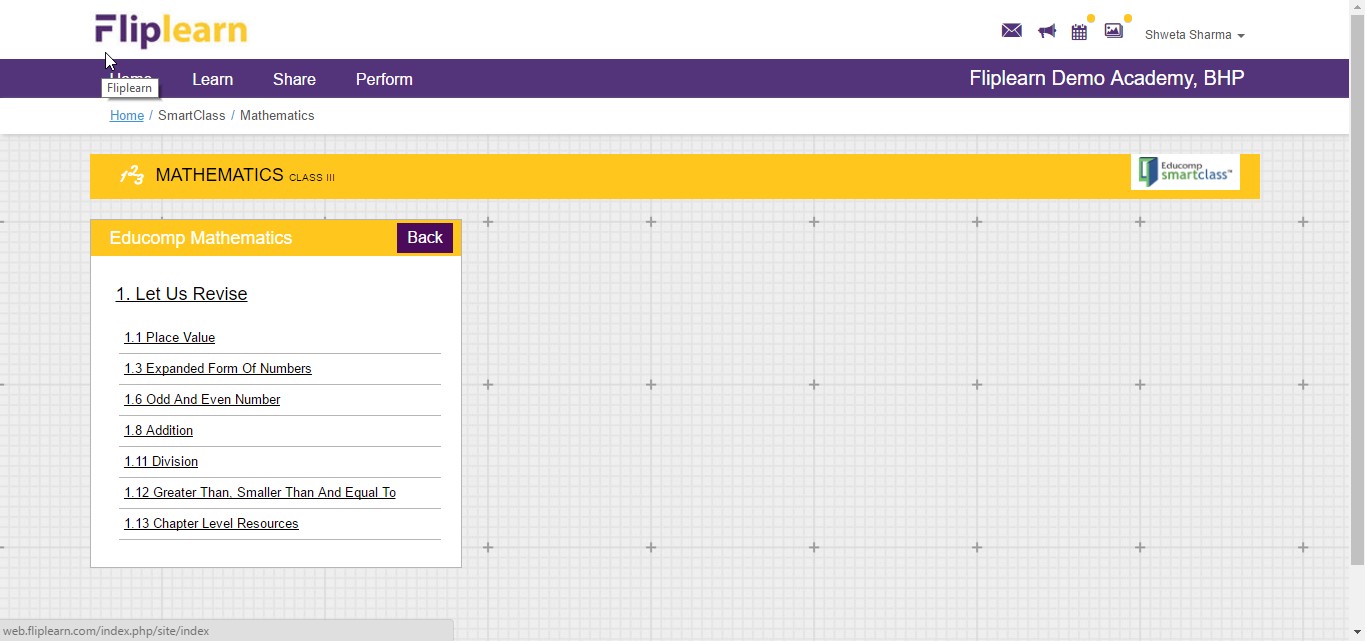 Fliplearn
Shweta Sharma
Home Learn Share Perform Fliplearn Demo Academy, BHP
Fliplearn
Home / SmartClass / Mathematics
123 MATHEMATICS CLASS III
Educomp
smartclass™
Educomp Mathematics Back
1. Let Us Revise
1.1 Place Value
1.3 Expanded Form Of Numbers
1.6 Odd And Even Number
1.8 Addition
1.11 Division
1.12 Greater Than, Smaller Than And Equal To
1.13 Chapter Level Resources
web.fliplearn.com/index.php/site/index